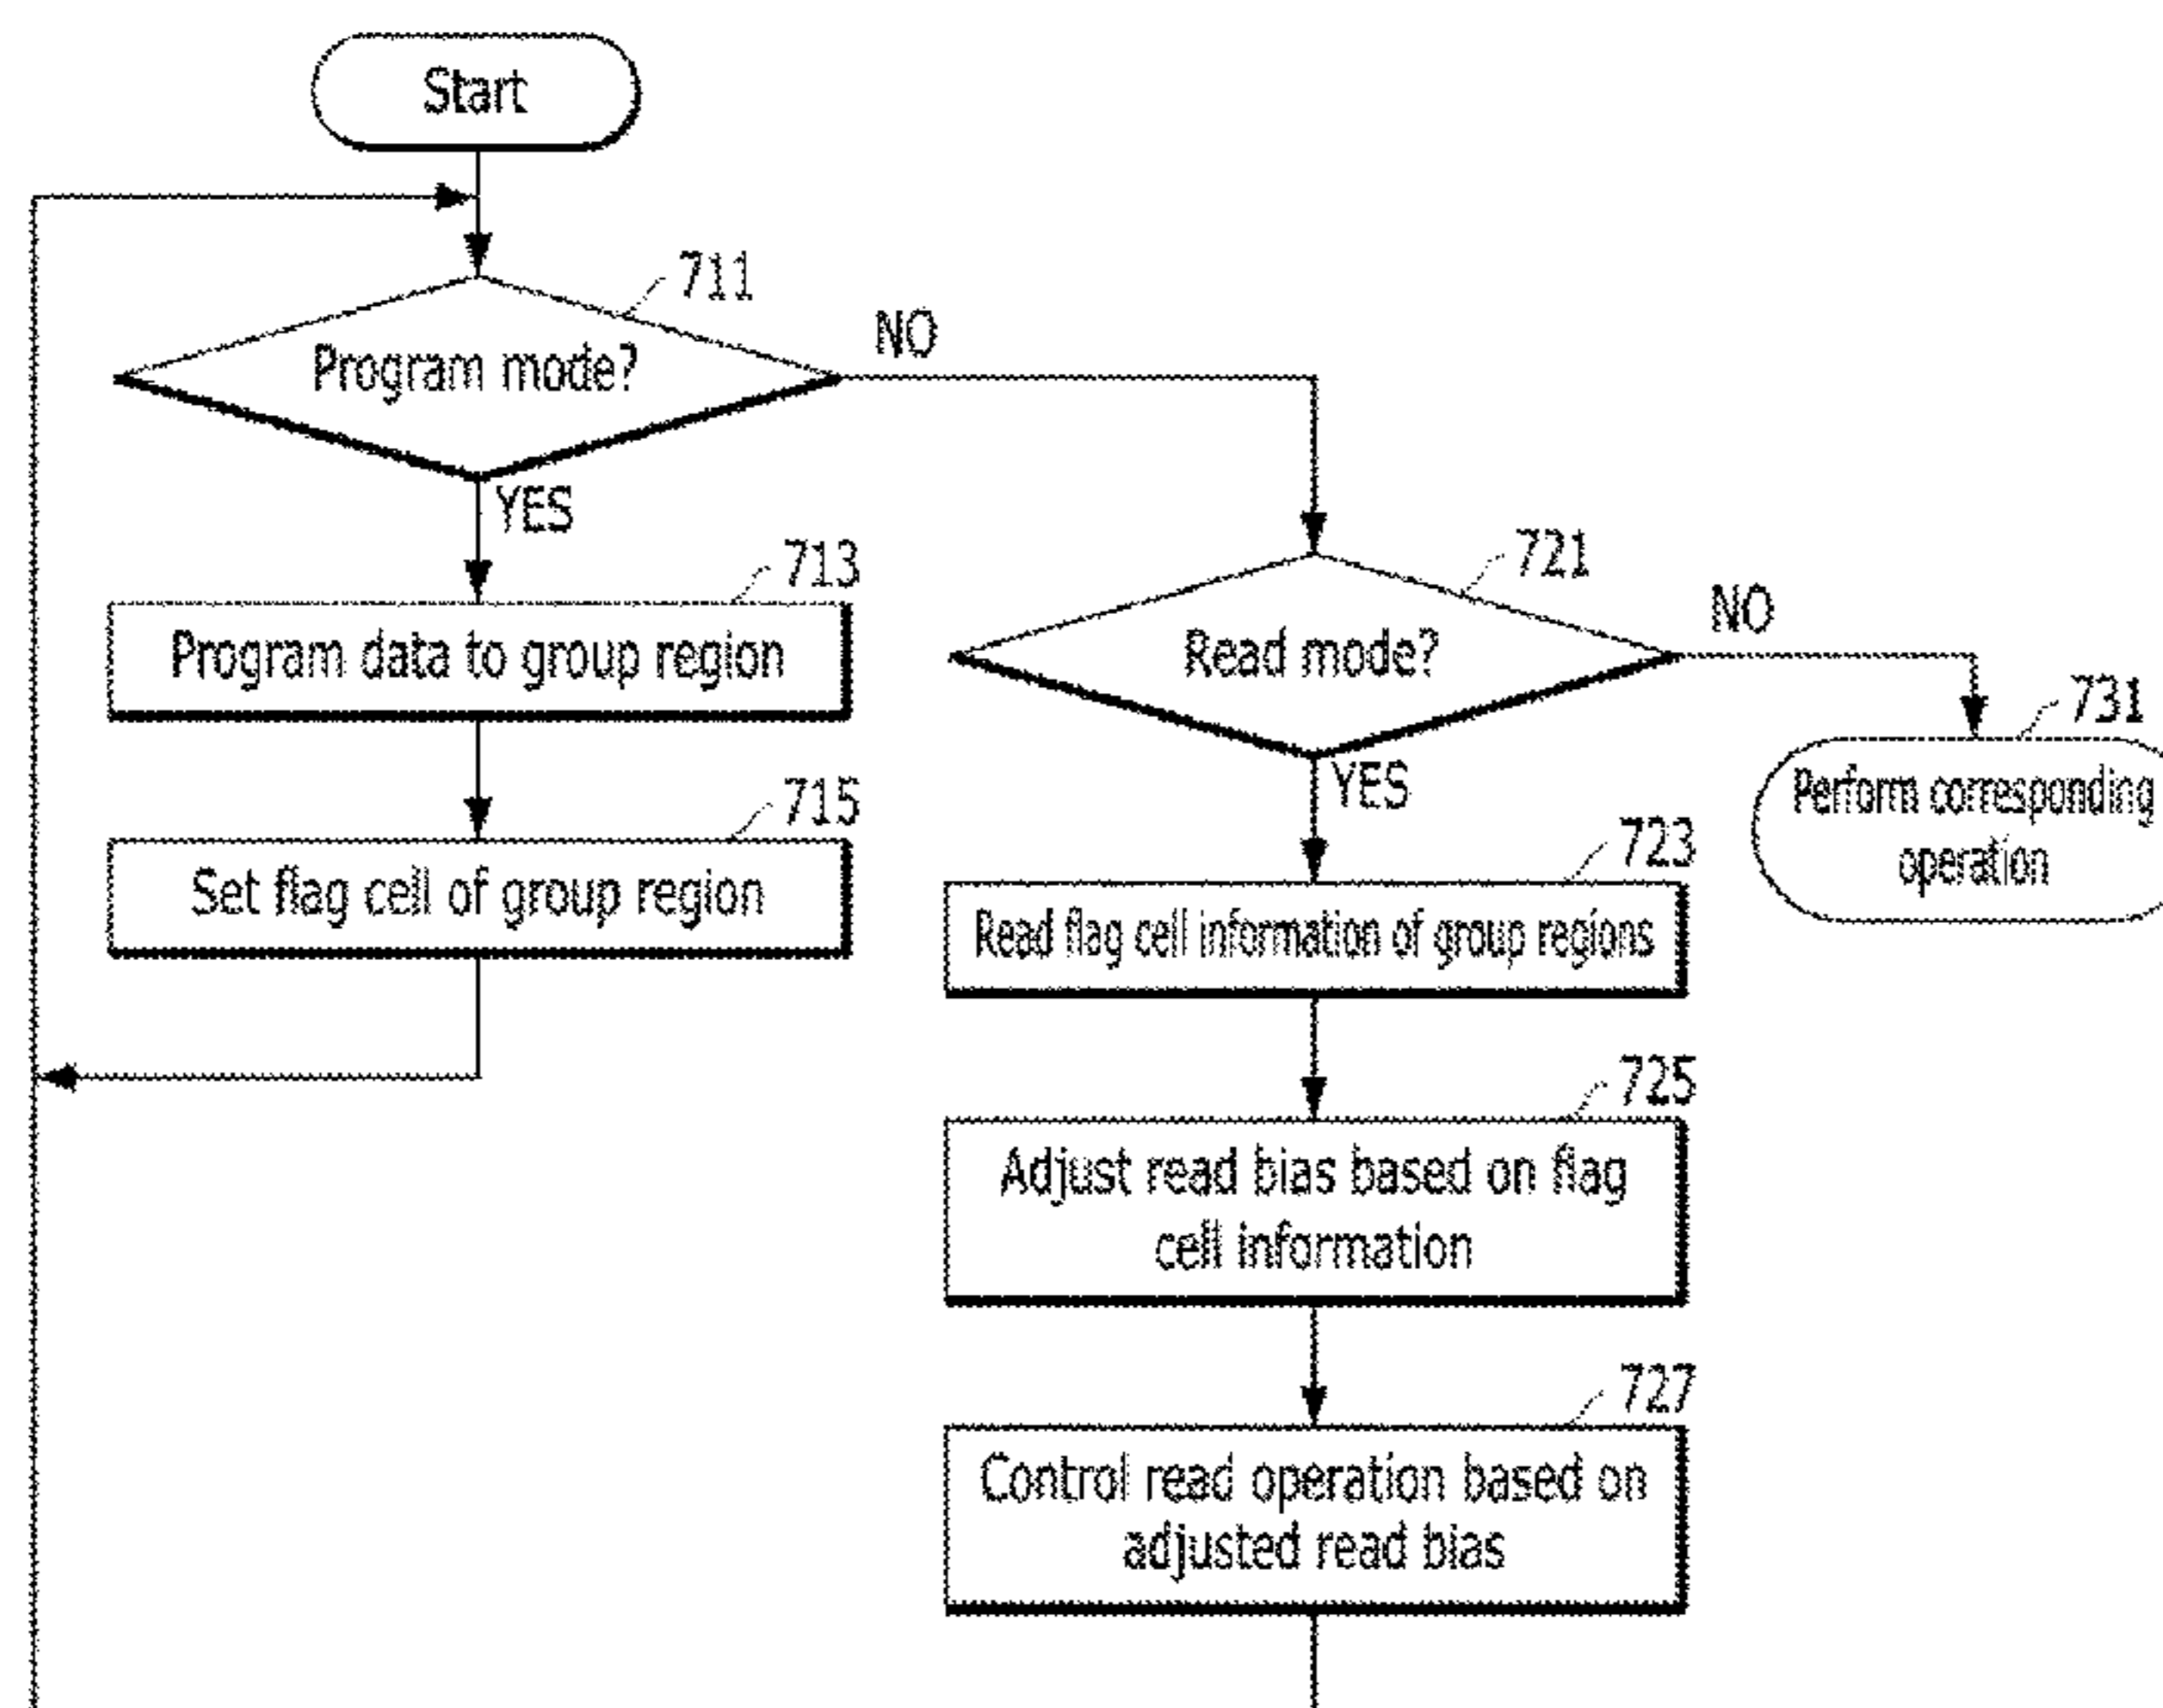 Start
711
Program mode?
NO
YES
713
Program data to group region
715
Set flag cell of group region
721
Read mode?
NO
YES
731
Perform corresponding
operation
723
Read flag cell information of group regions
725
Adjust read bias based on flag
cell information
727
Control read operation based on
adjusted read bias